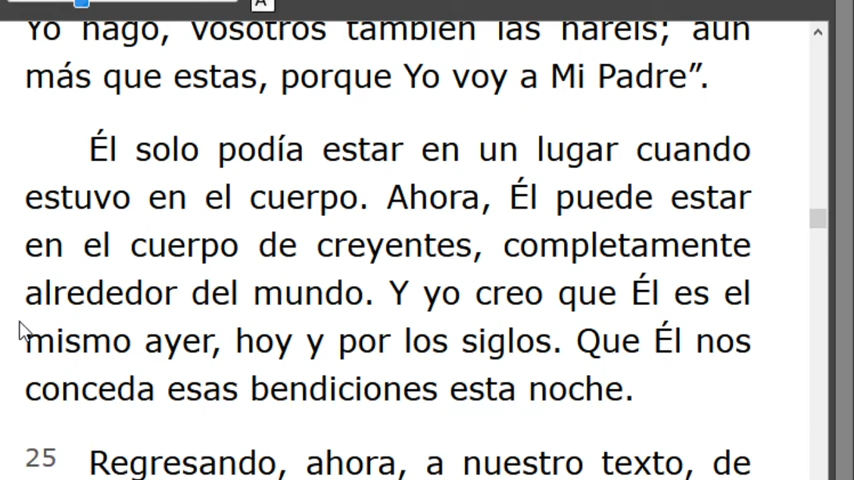 Yo hago, vosotros también las haréis; aun
más que estas, porque Yo voy a Mi Padre”.
Él solo podía estar en un lugar cuando
estuvo en el cuerpo. Ahora, Él puede estar
en el cuerpo de creyentes, completamente
alrededor del mundo. Y yo creo que Él es el
mismo ayer, hoy y por los siglos. Que Él nos
conceda esas bendiciones esta noche.
25 Regresando, ahora, a nuestro texto, de